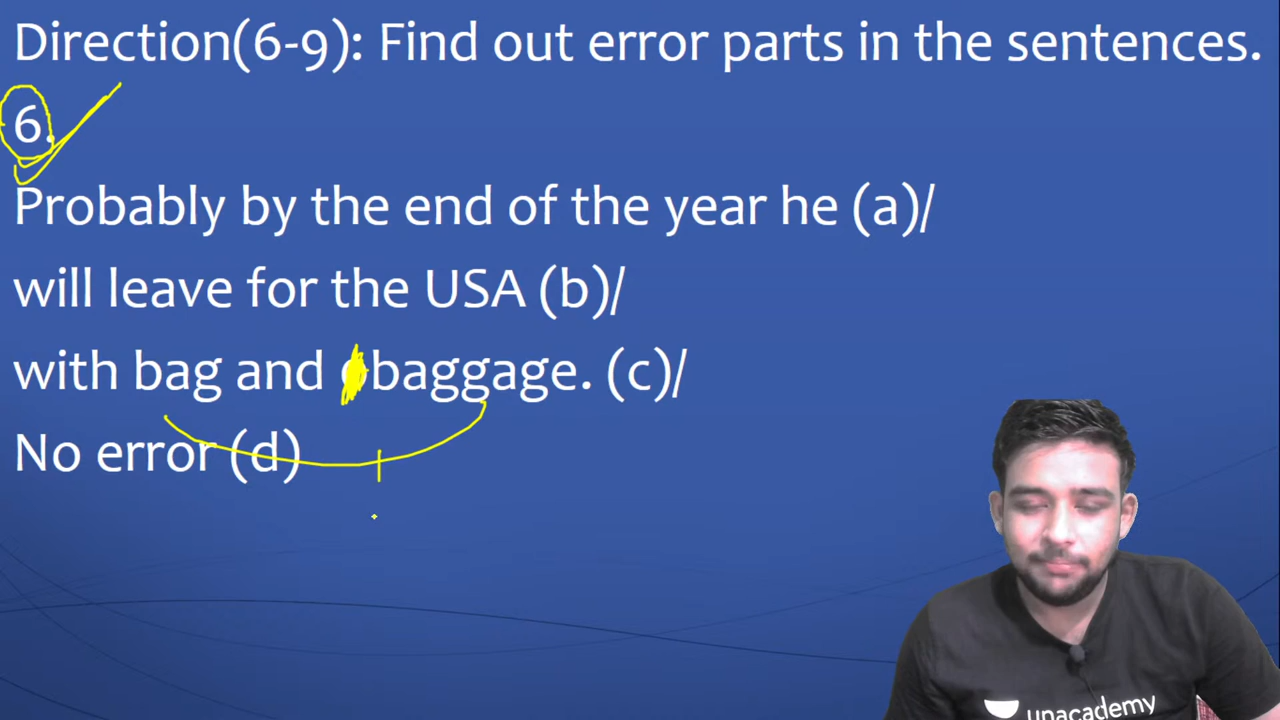 Direction(6-9): Find out error parts in the sentences.
6.
Probably by the end of the year he (a)/
will leave for the USA (b)/
with bag and baggage. (c)/
No error (d)
unacademy